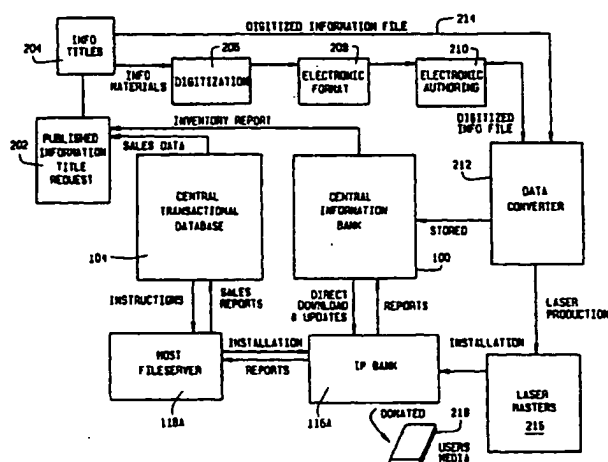 DIGITIZED INFORMATION FILE
214
204
INFO
TITLES
206
208
210
INFO
MATERIALS
DIGITIZATION
ELECTRONIC
FORMAT
ELECTRONIC
AUTHORING
INVENTORY REPORT
DIGITIZED
INFO FILE
202
PUBLISHED
INFORMATION
TITLE
REQUEST
SALES DATA
212
CENTRAL
TRANSACTIONAL
DATABASE
CENTRAL
INFORMATION
BANK
DATA
CONVERTER
STORED
104
100
INSTRUCTIONS
SALES
REPORTS
DIRECT
DOWNLOAD
& UPDATES
REPORTS
LASER
PRODUCTION
INSTALLATION
INSTALLATION
HOST
FILESERVER
REPORTS
IP BANK
LASER
MASTERS
216
118A
116A
218
USERS
MEDIA